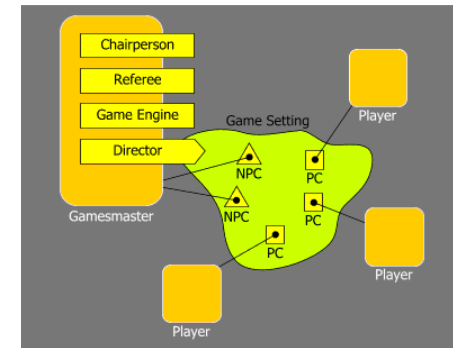 Chairperson
Referee
Game Engine
Director
Gamesmaster
Game Setting
NPC
PC
NPC
PC
PC
Player
Player
Player